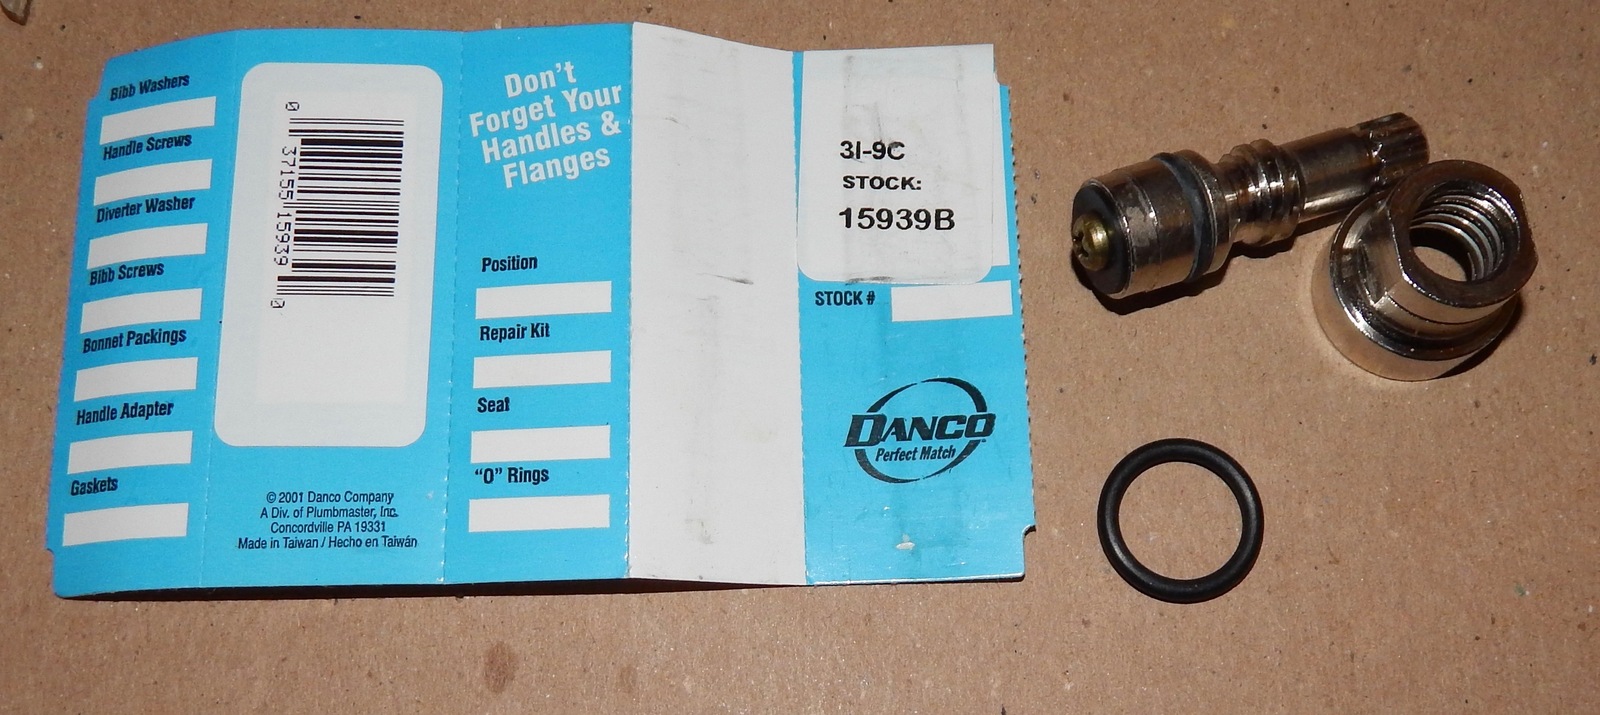 Bibb Washers
Handle Screws
Diverter Washer
Bibb Screws
Bonnet Packings
Handle Adapter
Gaskets
0 37155 15939 0
© 2001 Danco Company
A Div. of Plumbmaster, Inc.
Concordville PA 19331
Made in Taiwan / Hecho en Taiwán
Don't
Forget Your
Handles &
Flanges
Position
Repair Kit
Seat
"O" Rings
3I-9C
STOCK:
15939B
STOCK #
DANCO
Perfect Match